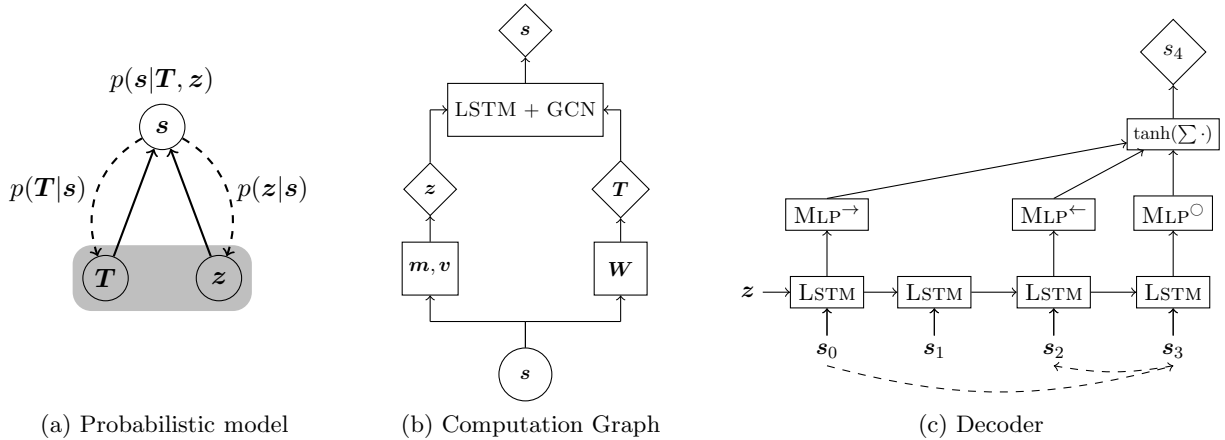 p(s|T, z)
s
p(T|s)
p(z|s)
T
z
(a) Probabilistic model
s
LSTM + GCN
z
T
m, v
W
s
(b) Computation Graph
s₄
tanh(∑ ·)
MLP→
MLP←
MLP○
z
LSTM
LSTM
LSTM
LSTM
s₀
s₁
s₂
s₃
(c) Decoder